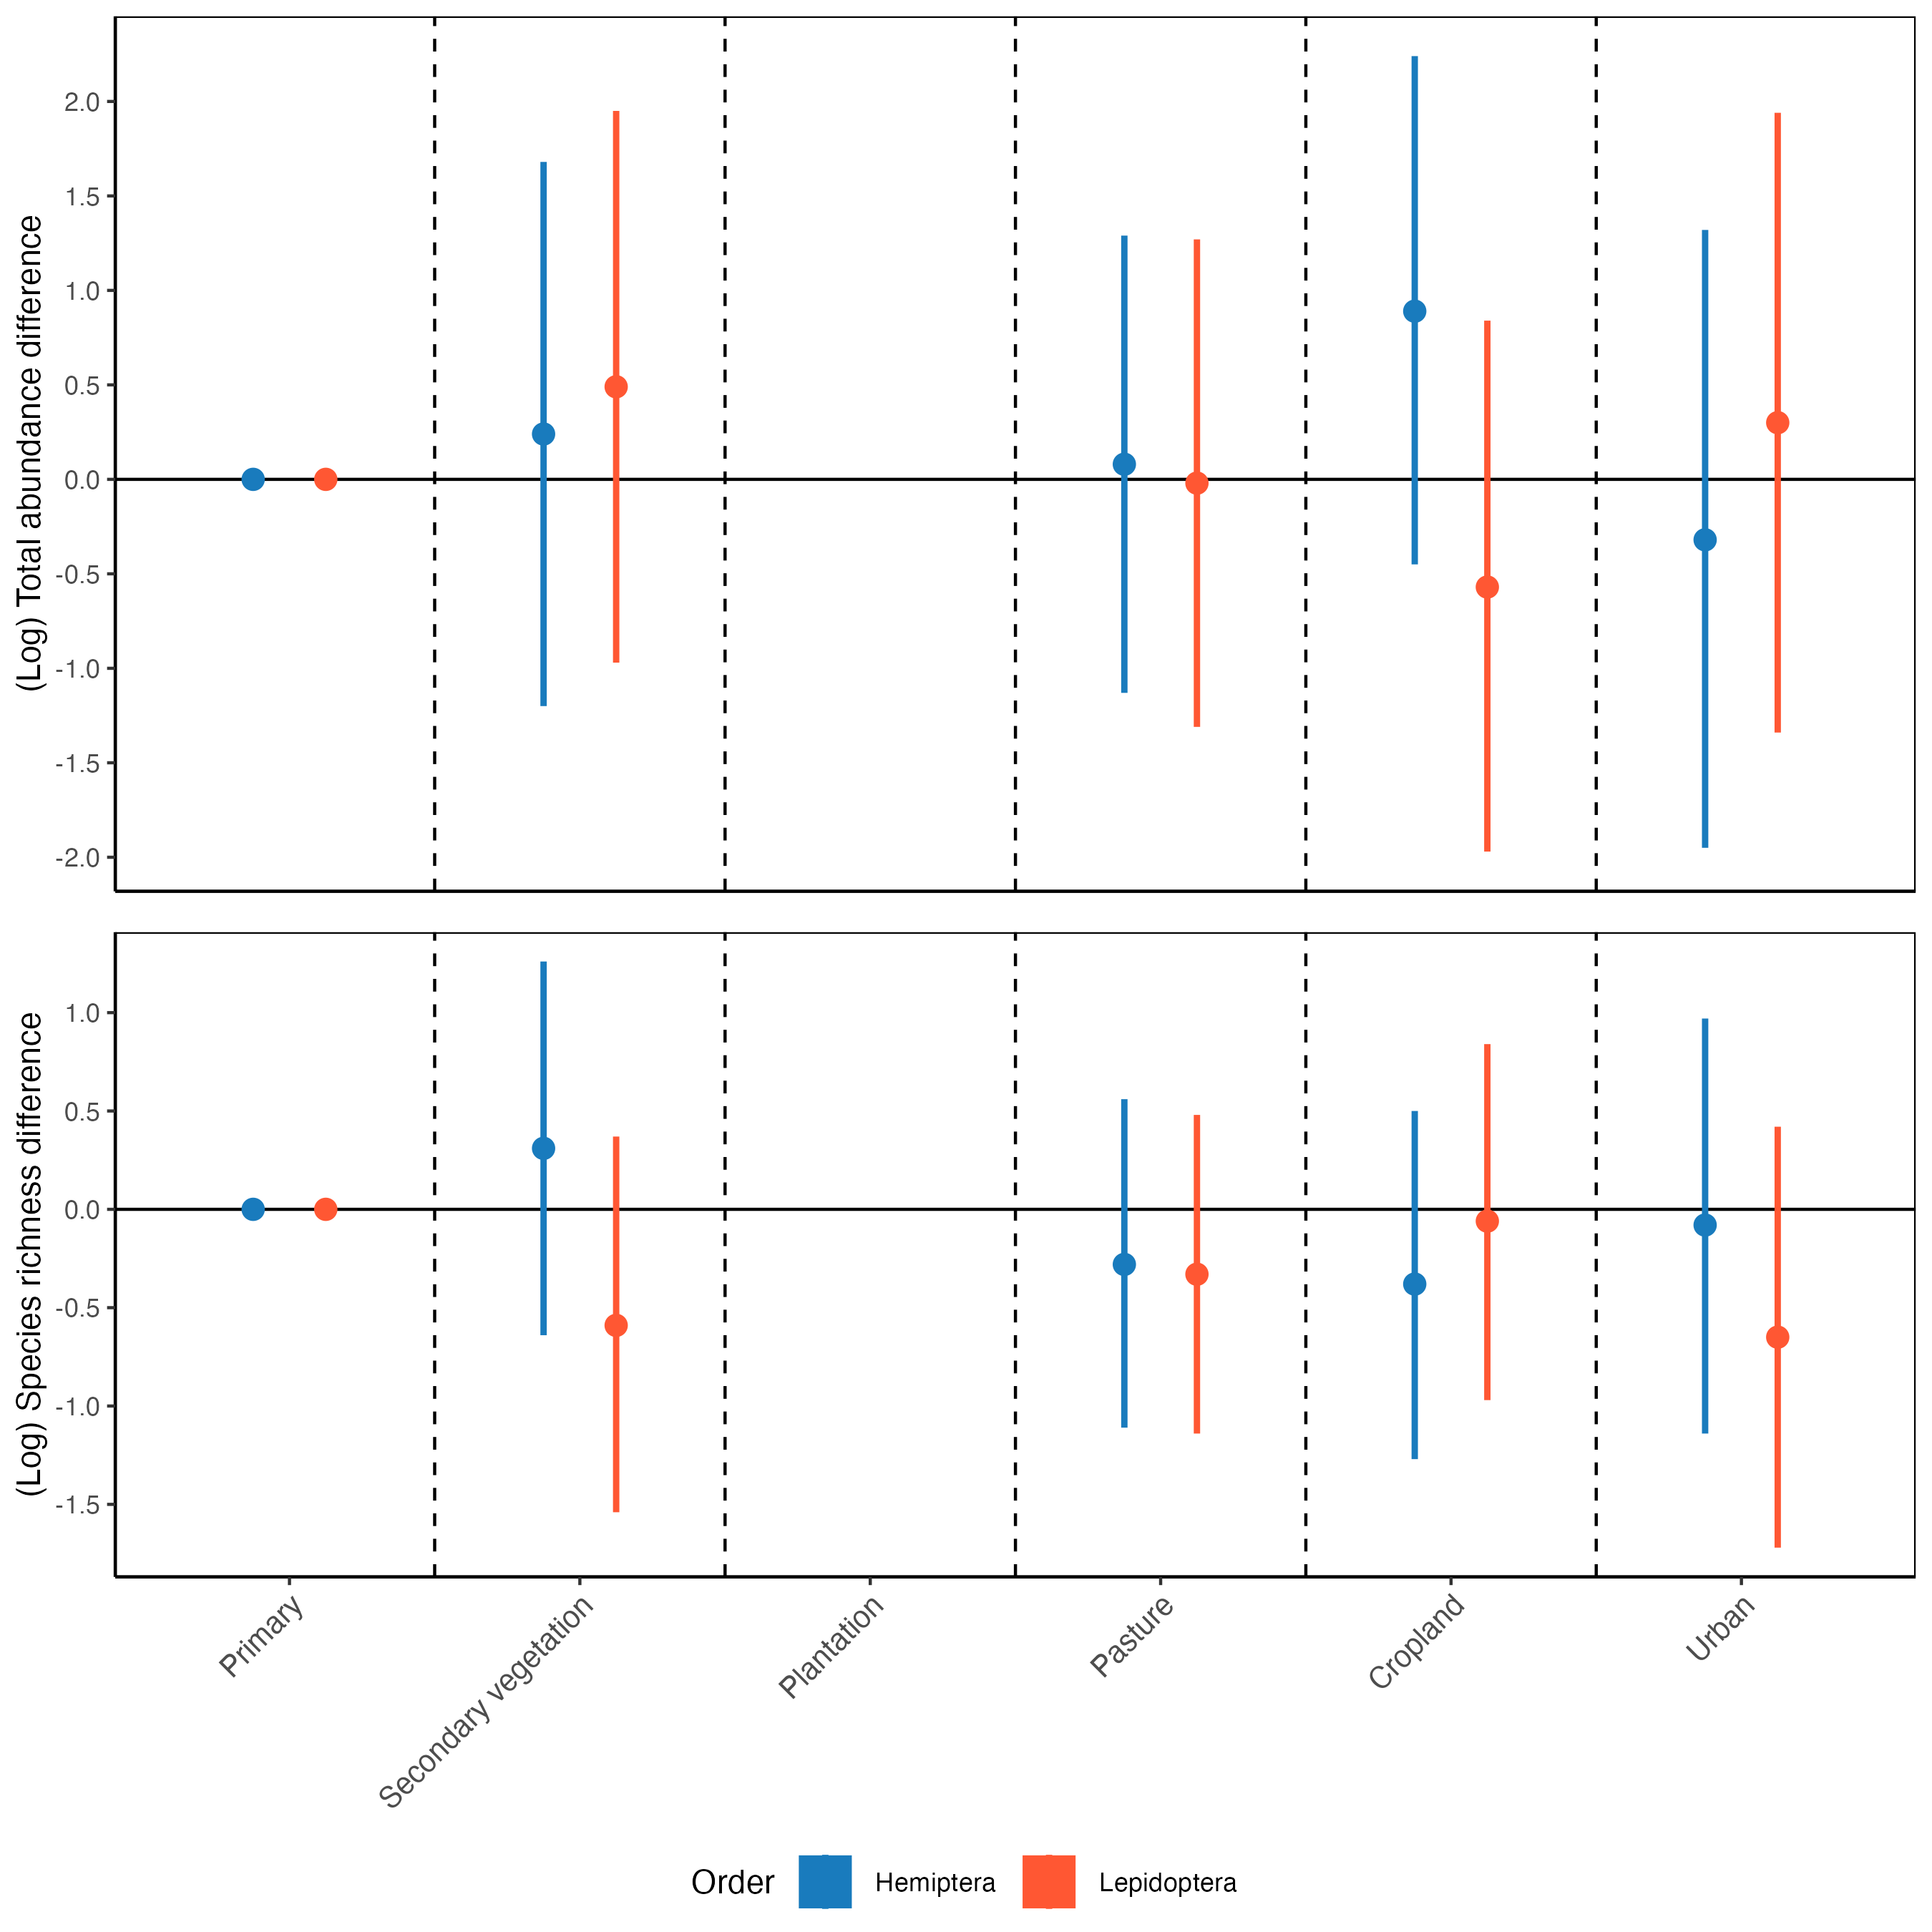 (Log) Total abundance difference
2.0
1.5
1.0
0.5
0.0
-0.5
-1.0
-1.5
-2.0
(Log) Species richness difference
1.0
0.5
0.0
-0.5
-1.0
-1.5
Primary
Secondary vegetation
Plantation
Pasture
Cropland
Urban
Order Hemiptera Lepidoptera